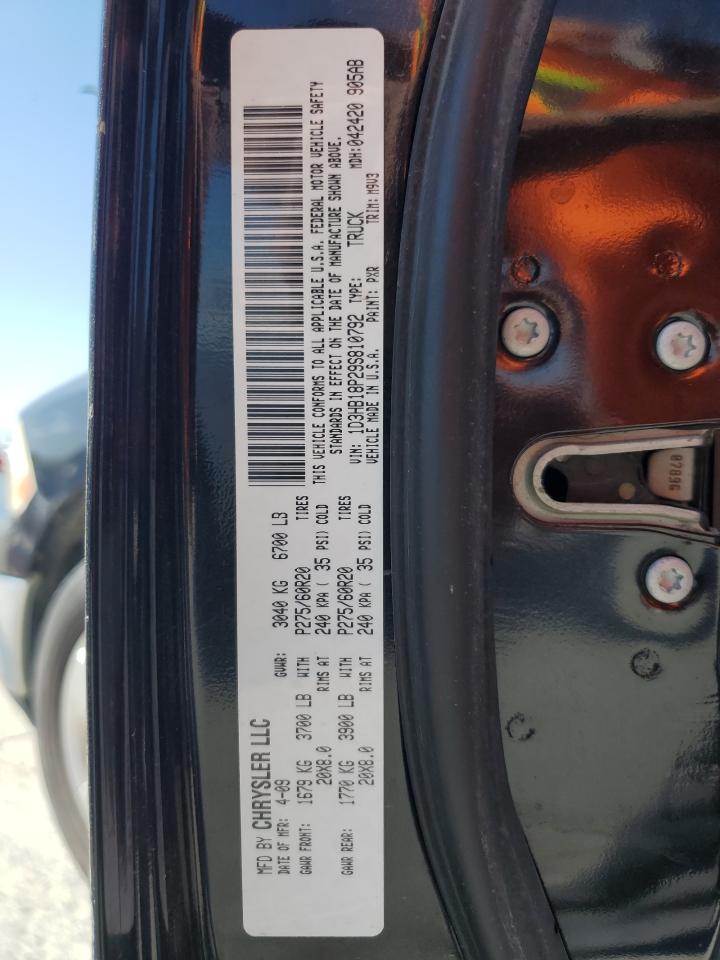 MFD BY CHRYSLER LLC
DATE OF MFR: 4-09 GVWR: 3040 KG 6700 LB
GAWR FRONT: 1679 KG 3700 LB WITH P275/60R20 TIRES
20X8.0 RIMS AT 240 KPA ( 35 PSI) COLD
GAWR REAR: 1770 KG 3900 LB WITH P275/60R20 TIRES
20X8.0 RIMS AT 240 KPA ( 35 PSI) COLD
THIS VEHICLE CONFORMS TO ALL APPLICABLE U.S.A. FEDERAL MOTOR VEHICLE SAFETY
STANDARDS IN EFFECT ON THE DATE OF MANUFACTURE SHOWN ABOVE.
VIN: 1D3HB18P29S810792 TYPE: TRUCK MDH:042420 905AB
VEHICLE MADE IN U.S.A. PAINT: PXR TRIM: M9V3
07896